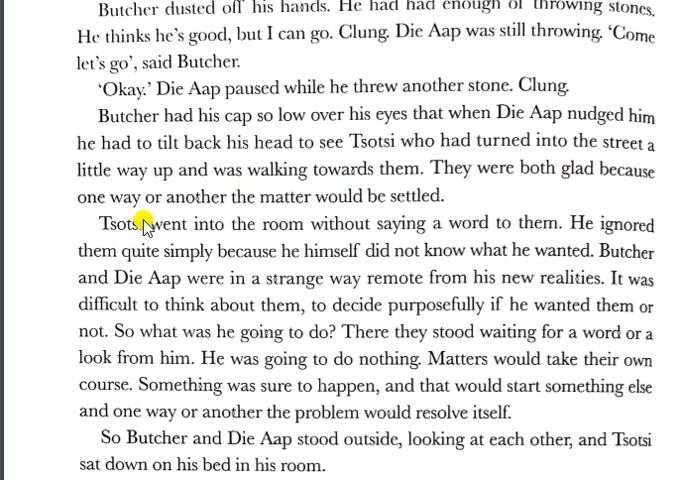 Butcher dusted off his hands. He had had enough of throwing stones.
He thinks he's good, but I can go. Clung. Die Aap was still throwing. ‘Come
let's go’, said Butcher.
‘Okay.’ Die Aap paused while he threw another stone. Clung.
Butcher had his cap so low over his eyes that when Die Aap nudged him
he had to tilt back his head to see Tsotsi who had turned into the street a
little way up and was walking towards them. They were both glad because
one way or another the matter would be settled.
Tsotsi went into the room without saying a word to them. He ignored
them quite simply because he himself did not know what he wanted. Butcher
and Die Aap were in a strange way remote from his new realities. It was
difficult to think about them, to decide purposefully if he wanted them or
not. So what was he going to do? There they stood waiting for a word or a
look from him. He was going to do nothing. Matters would take their own
course. Something was sure to happen, and that would start something else
and one way or another the problem would resolve itself.
So Butcher and Die Aap stood outside, looking at each other, and Tsotsi
sat down on his bed in his room.